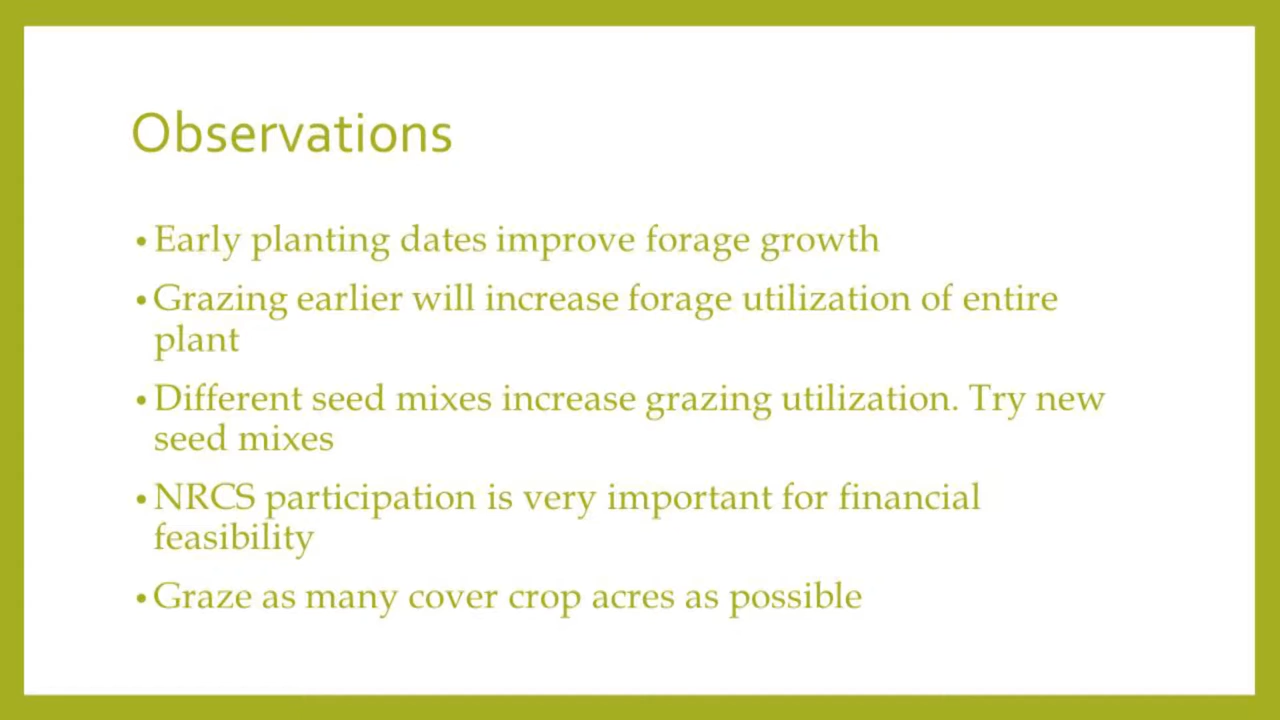 Observations
• Early planting dates improve forage growth
• Grazing earlier will increase forage utilization of entire
plant
• Different seed mixes increase grazing utilization. Try new
seed mixes
• NRCS participation is very important for financial
feasibility
• Graze as many cover crop acres as possible